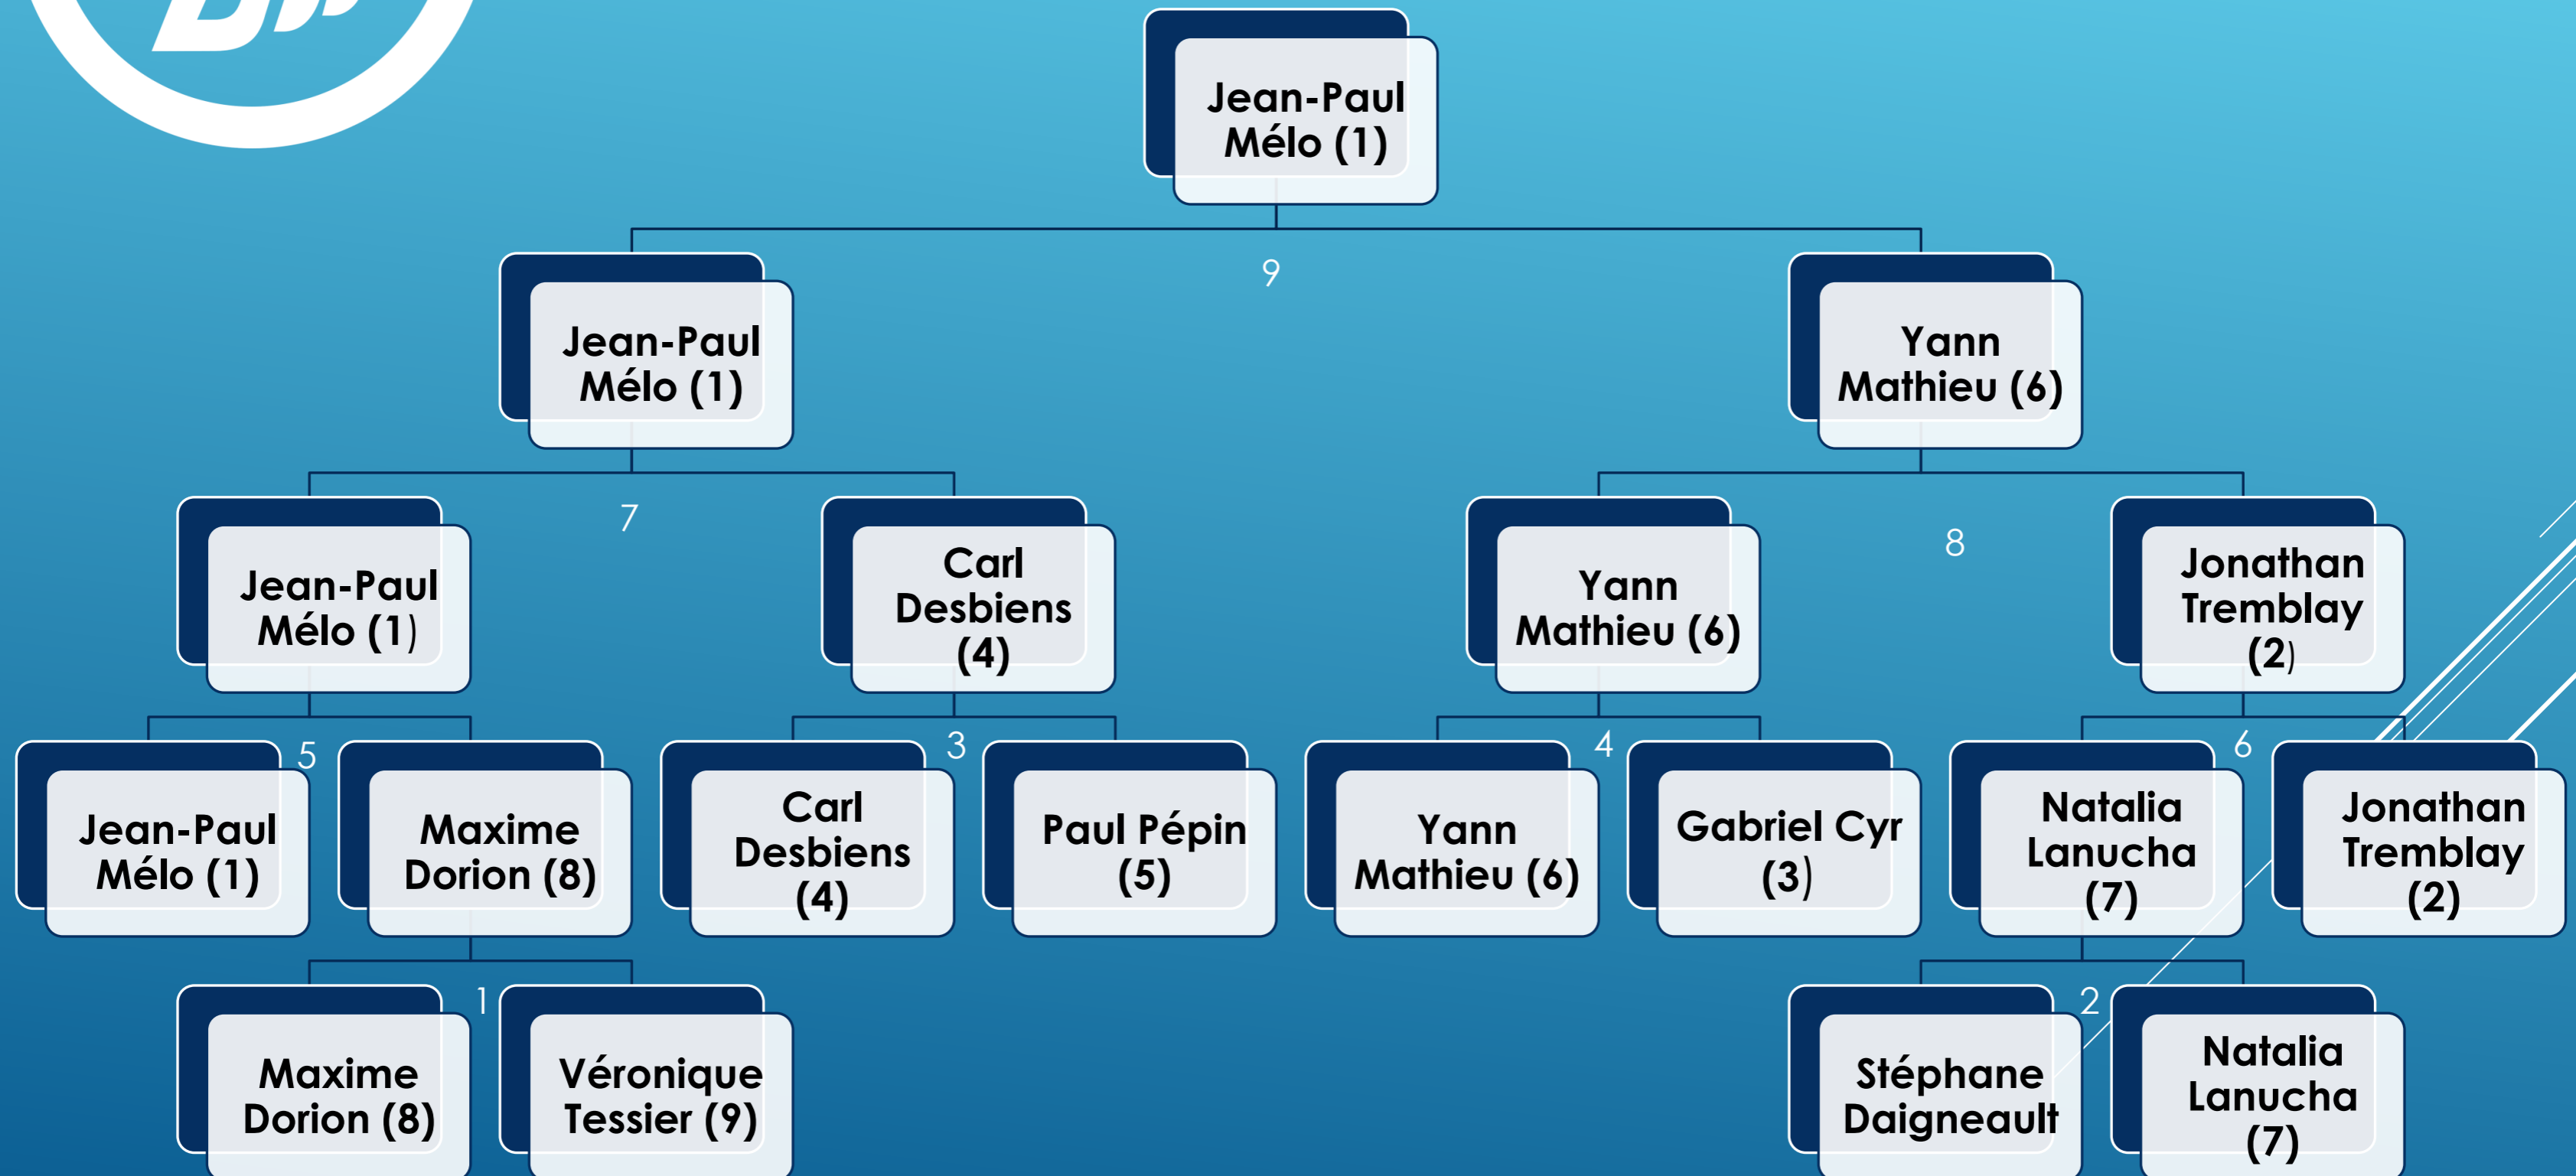 Jean-Paul
Mélo (1)
9
Jean-Paul
Mélo (1)
Yann
Mathieu (6)
7
8
Jean-Paul
Mélo (1)
Carl
Desbiens
(4)
Yann
Mathieu (6)
Jonathan
Tremblay
(2)
5
3
4
6
Jean-Paul
Mélo (1)
Maxime
Dorion (8)
Carl
Desbiens
(4)
Paul Pépin
(5)
Yann
Mathieu (6)
Gabriel Cyr
(3)
Natalia
Lanucha
(7)
Jonathan
Tremblay
(2)
1
2
Maxime
Dorion (8)
Véronique
Tessier (9)
Stéphane
Daigneault
Natalia
Lanucha
(7)